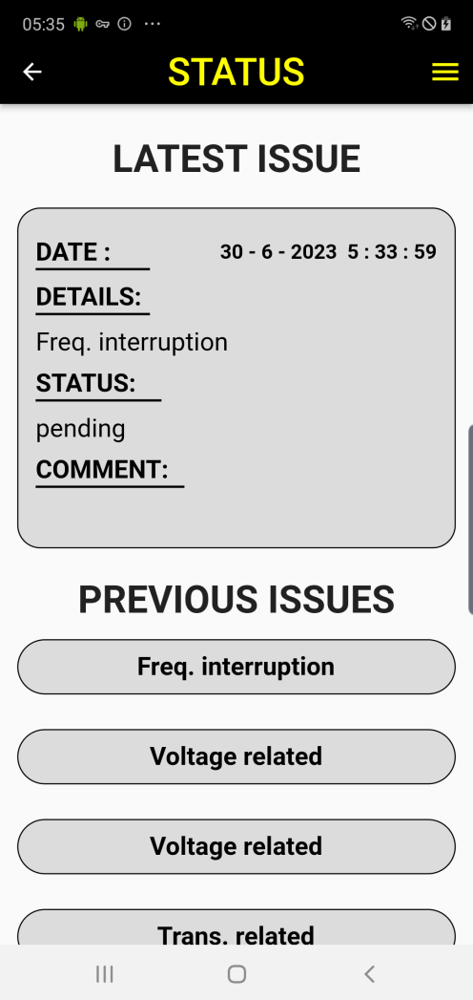 05:35
STATUS
LATEST ISSUE
DATE : 30 - 6 - 2023 5 : 33 : 59
DETAILS:
Freq. interruption
STATUS:
pending
COMMENT:
PREVIOUS ISSUES
Freq. interruption
Voltage related
Voltage related
Trans. related